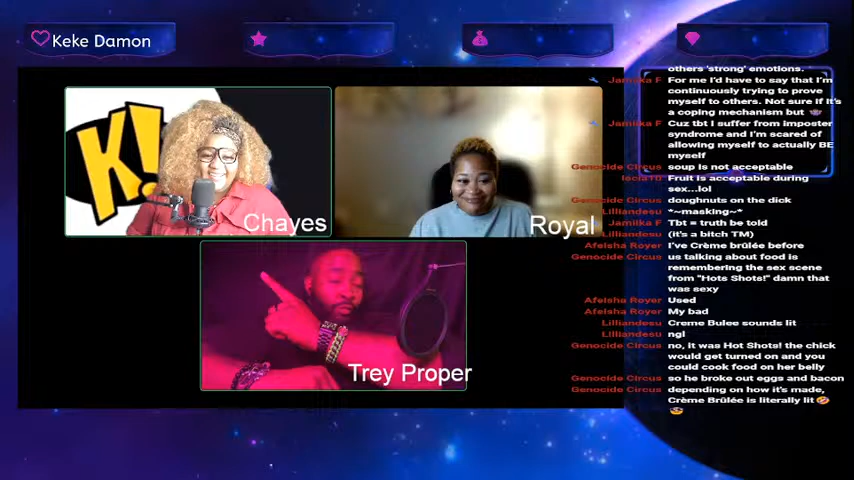 Keke Damon
K!
Chayes
Royal
Trey Proper
others 'strong' emotions.
Jamilka F For me I'd have to say that I'm
continuously trying to prove
myself to others. Not sure if it's
a coping mechanism but
Jamilka F Cuz tbt I suffer from imposter
syndrome and I'm scared of
allowing myself to actually BE
myself
Genocide Circus soup is not acceptable
Fruit is acceptable during
sex...lol
Genocide Circus doughnuts on the dick
Lilliandesu *~masking~*
Jamilka F Tbt = truth be told
Lilliandesu (it's a bitch TM)
Afeisha Royer I've Crème brûlée before
Genocide Circus us talking about food is
remembering the sex scene
from "Hots Shots!" damn that
was sexy
Afeisha Royer Used
Afeisha Royer My bad
Lilliandesu Creme Bulee sounds lit
Lilliandesu ngl
Genocide Circus no, it was Hot Shots! the chick
would get turned on and you
could cook food on her belly
Genocide Circus so he broke out eggs and bacon
Genocide Circus depending on how it's made,
Crème Brûlée is literally lit 🤣